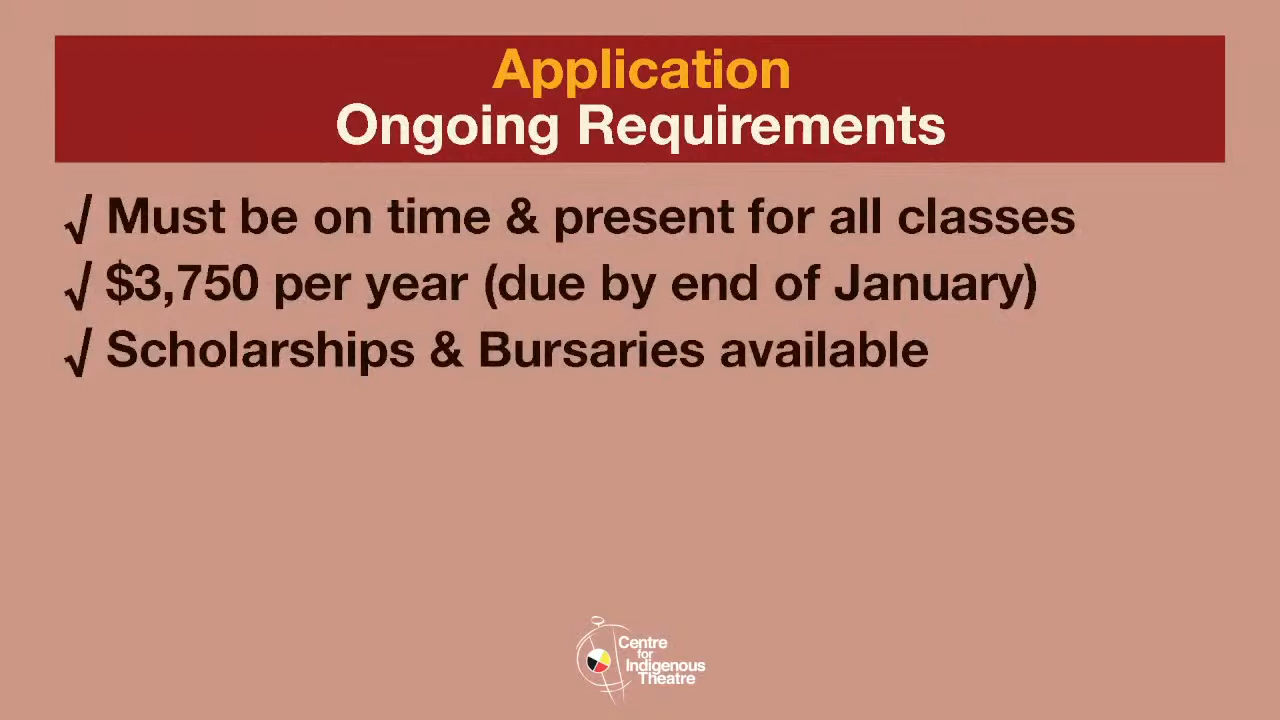 Application
Ongoing Requirements
√ Must be on time & present for all classes
√ $3,750 per year (due by end of January)
√ Scholarships & Bursaries available
Centre
for
Indigenous
Theatre